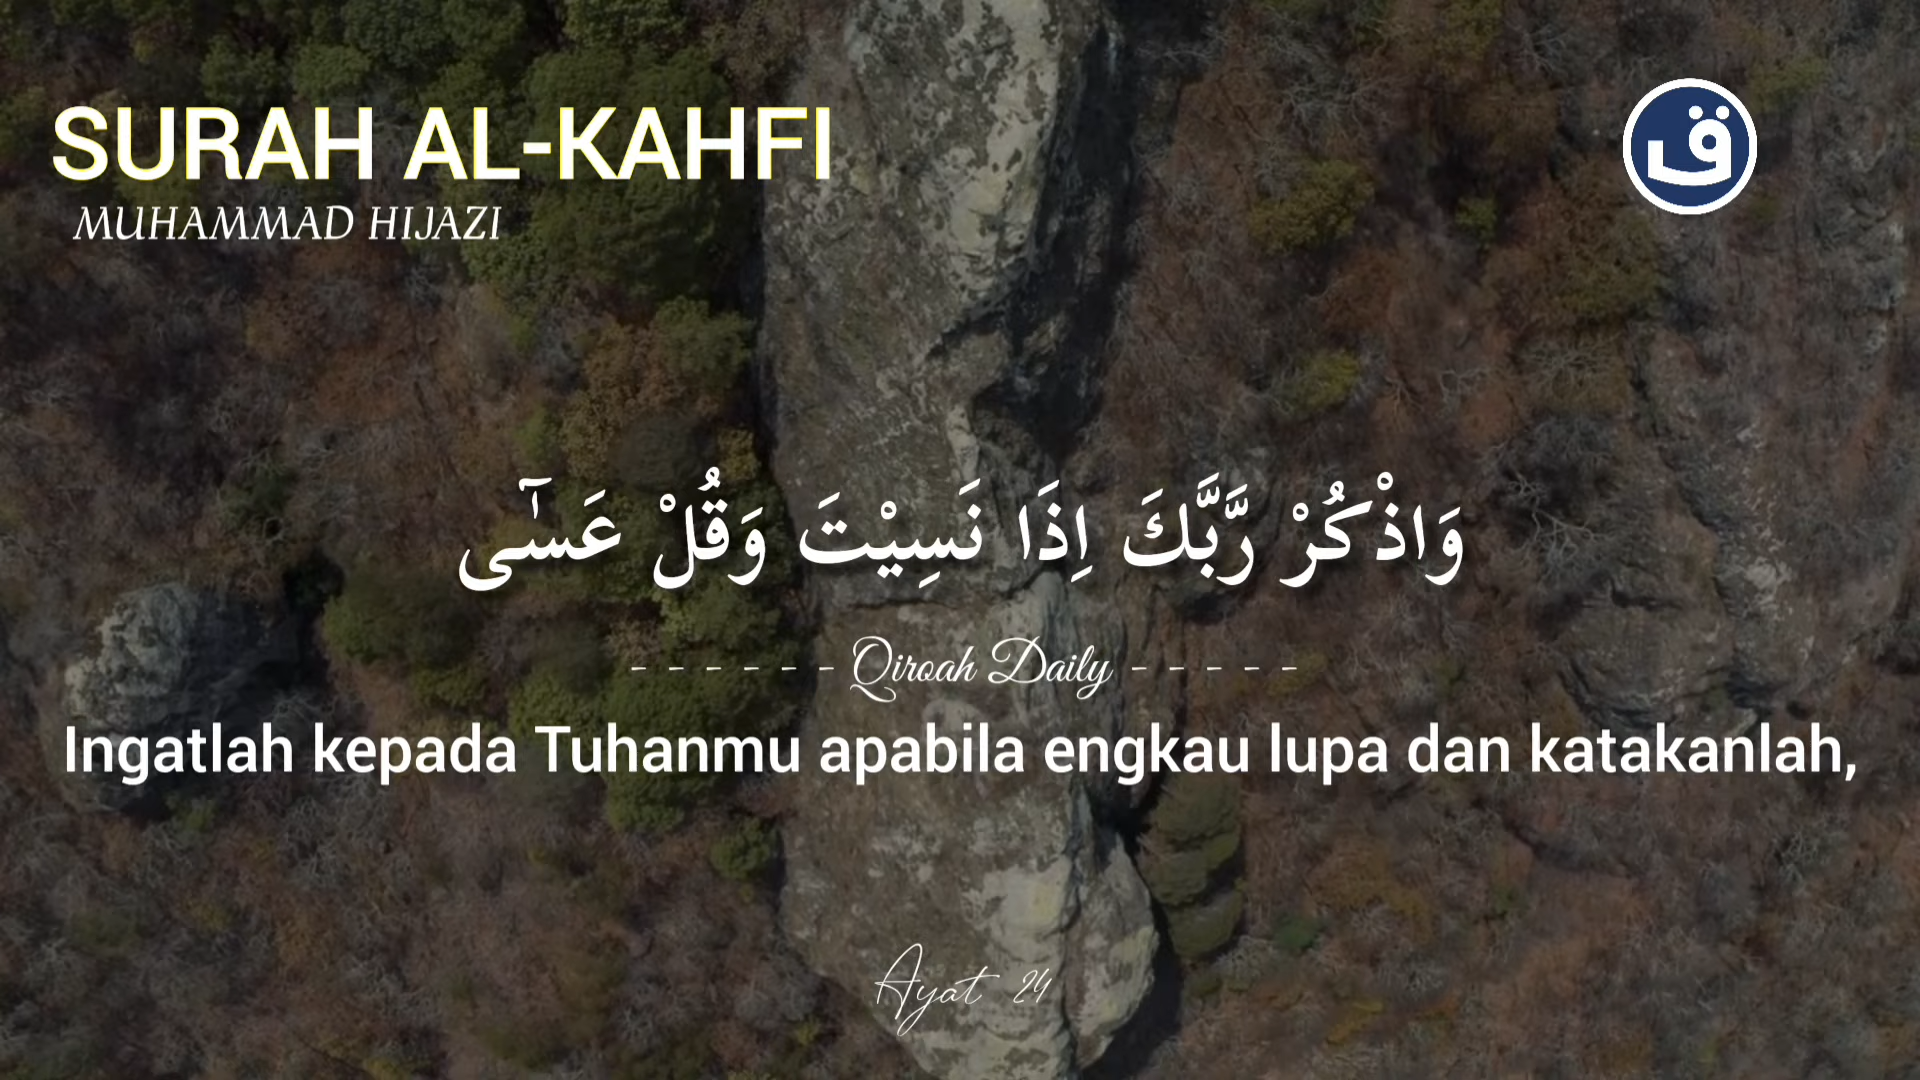 SURAH AL-KAHFI
MUHAMMAD HIJAZI
ق
وَاذْكُرْ رَّبَّكَ اِذَا نَسِيْتَ وَقُلْ عَسٰٓى
- - - - - - Qiroah Daily - - - - -
Ingatlah kepada Tuhanmu apabila engkau lupa dan katakanlah,
Ayat 24